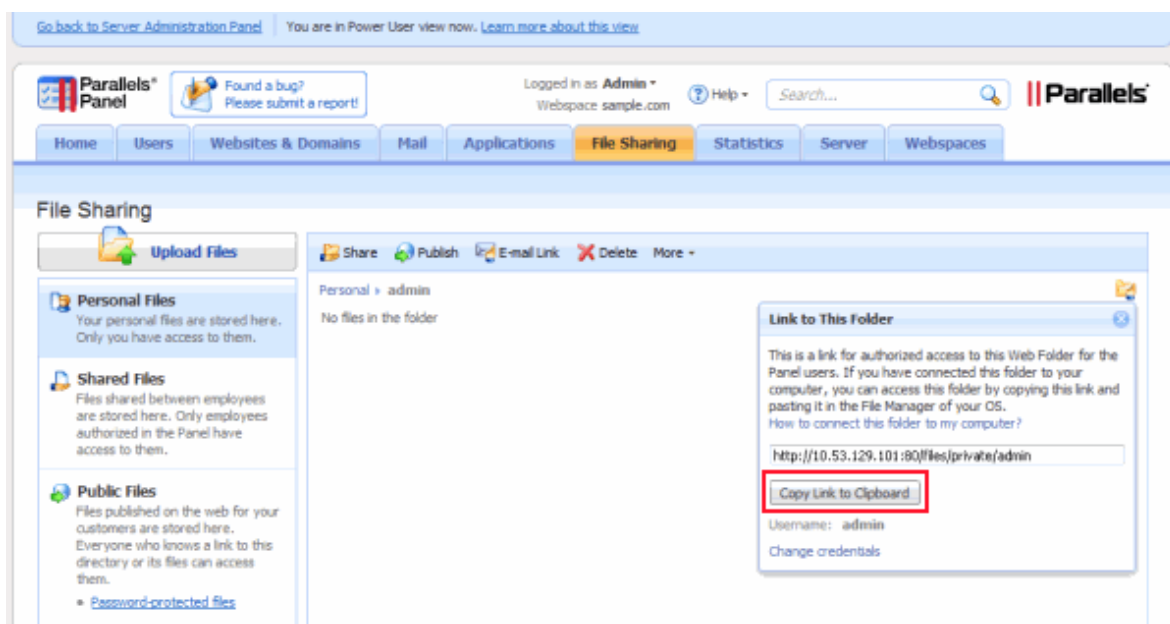 Go back to Server Administration Panel You are in Power User view now. Learn more about this view
Parallels® Panel
Found a bug?
Please submit a report!
Logged in as Admin
Webspace sample.com
Help
Search...
Parallels
Home Users Websites & Domains Mail Applications File Sharing Statistics Server Webspaces
File Sharing
Upload Files
Share Publish E-mail Link Delete More
Personal Files
Your personal files are stored here.
Only you have access to them.
Shared Files
Files shared between employees
are stored here. Only employees
authorized in the Panel have
access to them.
Public Files
Files published on the web for your
customers are stored here.
Everyone who knows a link to this
directory or its files can access
them.
Password-protected files
Personal admin
No files in the folder
Link to This Folder
This is a link for authorized access to this Web Folder for the
Panel users. If you have connected this folder to your
computer, you can access this folder by copying this link and
pasting it in the File Manager of your OS.
How to connect this folder to my computer?
http://10.53.129.101:80/files/private/admin
Copy Link to Clipboard
Username: admin
Change credentials